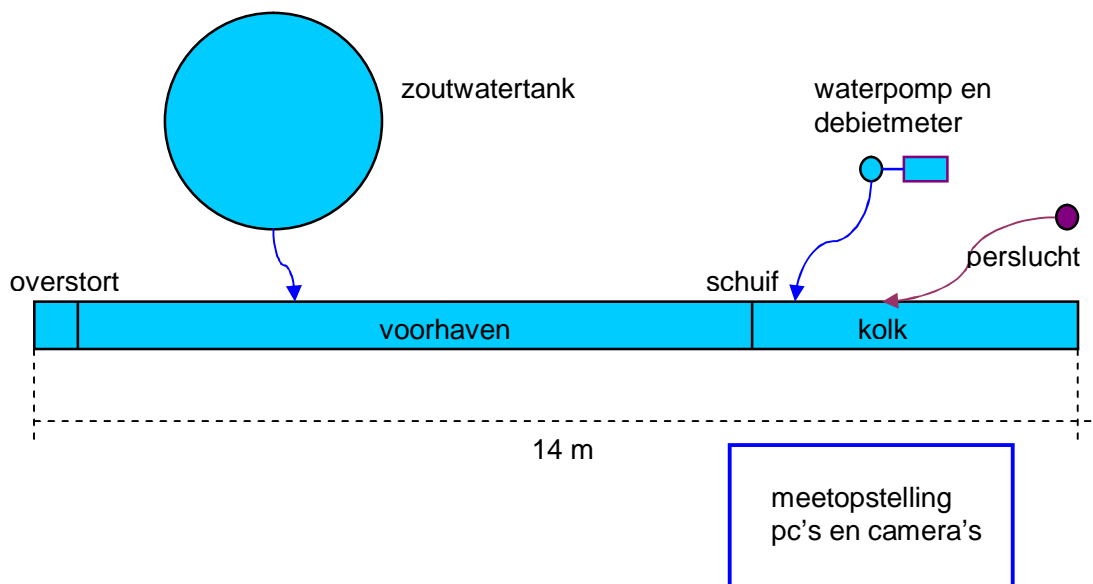 zoutwatertank
waterpomp en
debietmeter
perslucht
overstort
schuif
voorhaven
kolk
14 m
meetopstelling
pc's en camera's